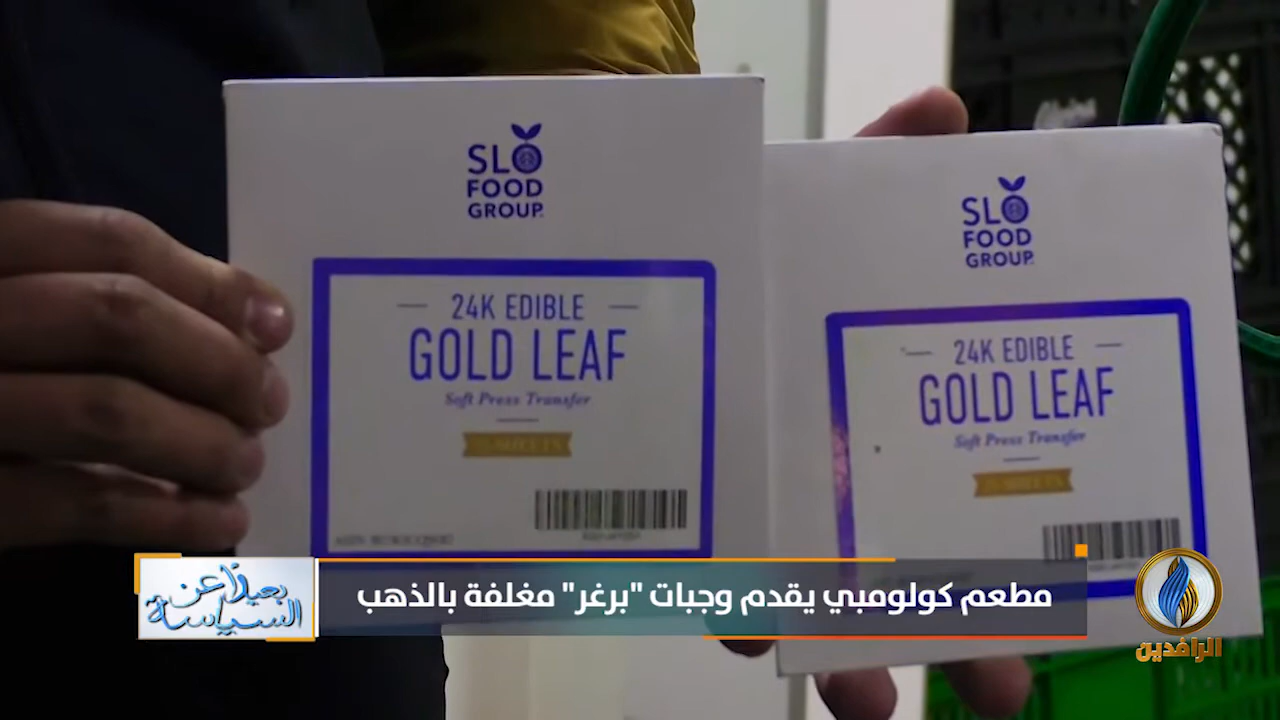 SLO
FOOD
GROUP
24K EDIBLE
GOLD LEAF
Soft Press Transfer
SLO
FOOD
GROUP
24K EDIBLE
GOLD LEAF
Soft Press Transfer
مطعم كولومبي يقدم وجبات "برغر" مغلفة بالذهب
بعيدًا عن
السياسة
الرافدين